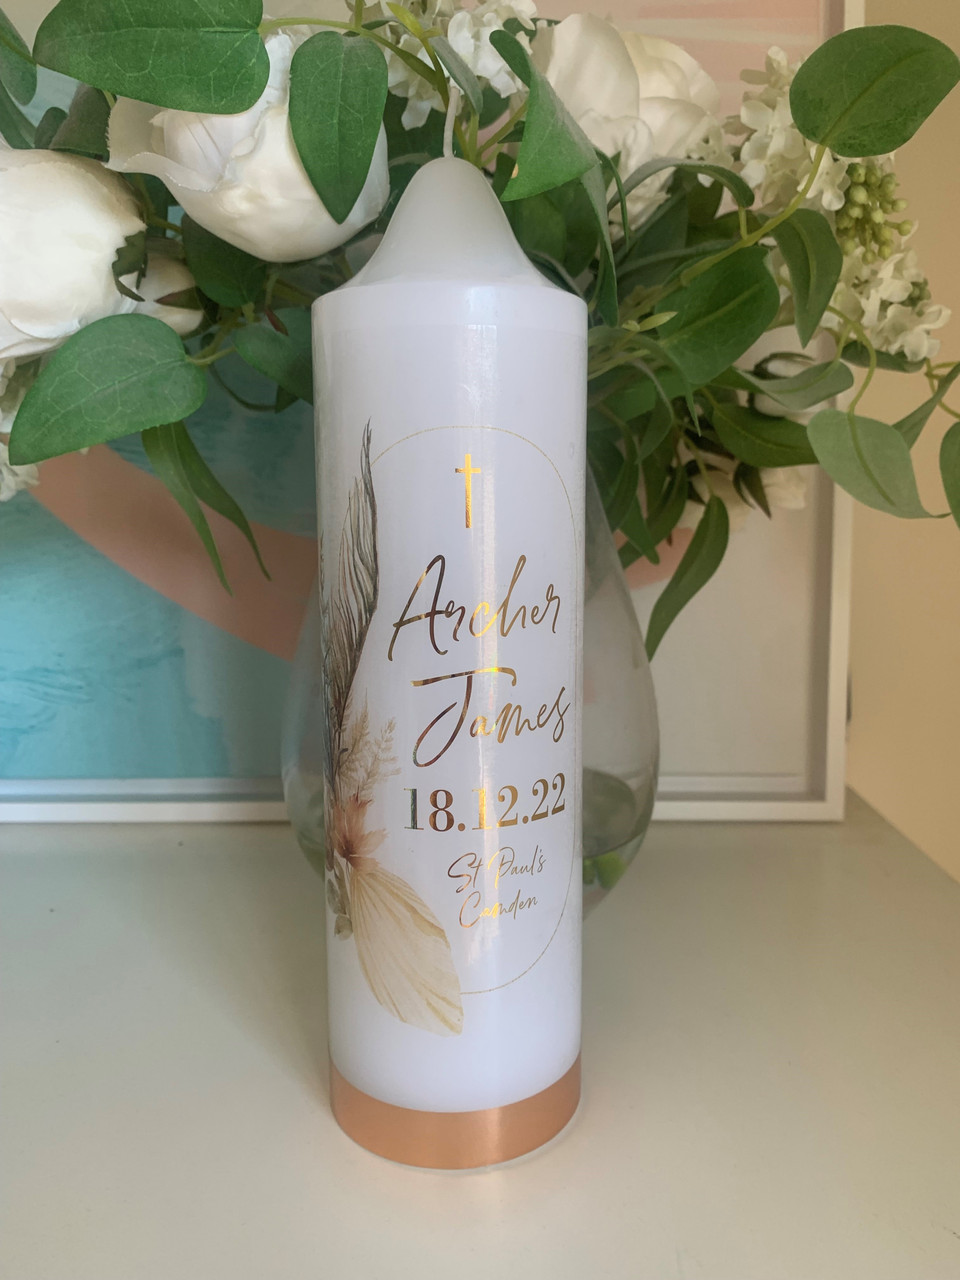 Archer
James
18.12.22
St Paul's
Camden